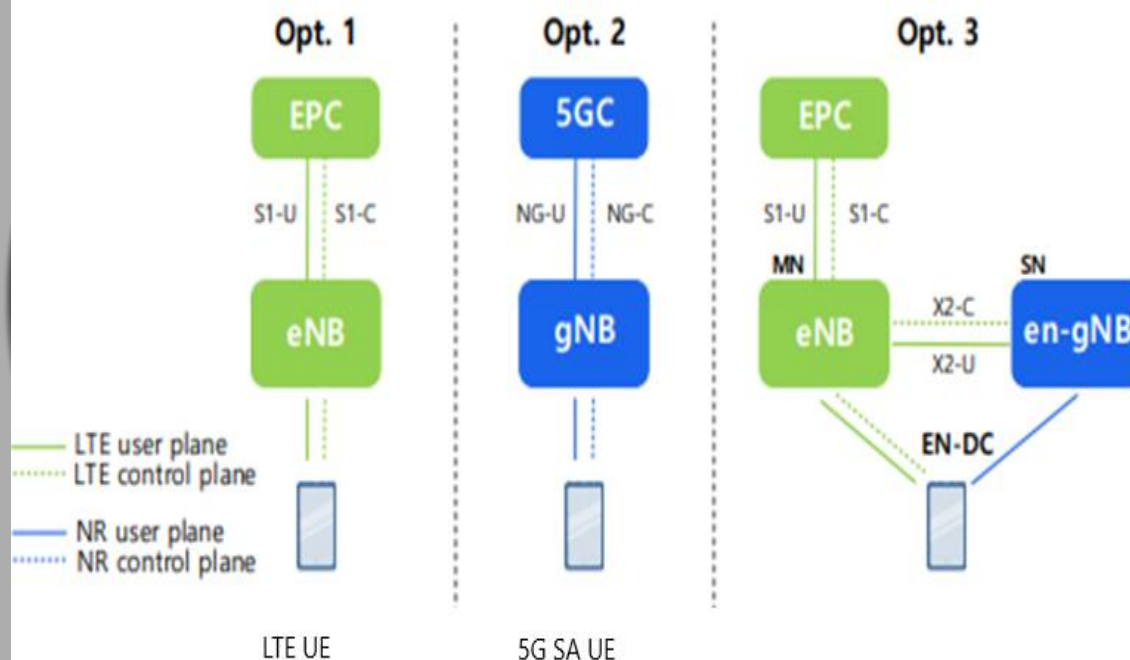 Opt. 1
Opt. 2
Opt. 3
EPC
5GC
EPC
S1-U
S1-C
NG-U
NG-C
S1-U
S1-C
MN
SN
eNB
gNB
eNB
X2-C
X2-U
en-gNB
EN-DC
LTE user plane
LTE control plane
NR user plane
NR control plane
LTE UE
5G SA UE